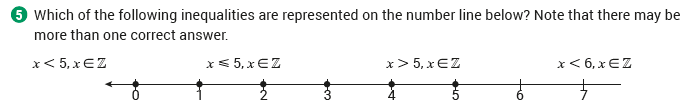 5 Which of the following inequalities are represented on the number line below? Note that there may be
more than one correct answer.
x < 5, x ∈ ℤ x ⩽ 5, x ∈ ℤ x > 5, x ∈ ℤ x < 6, x ∈ ℤ
0 1 2 3 4 5 6 7